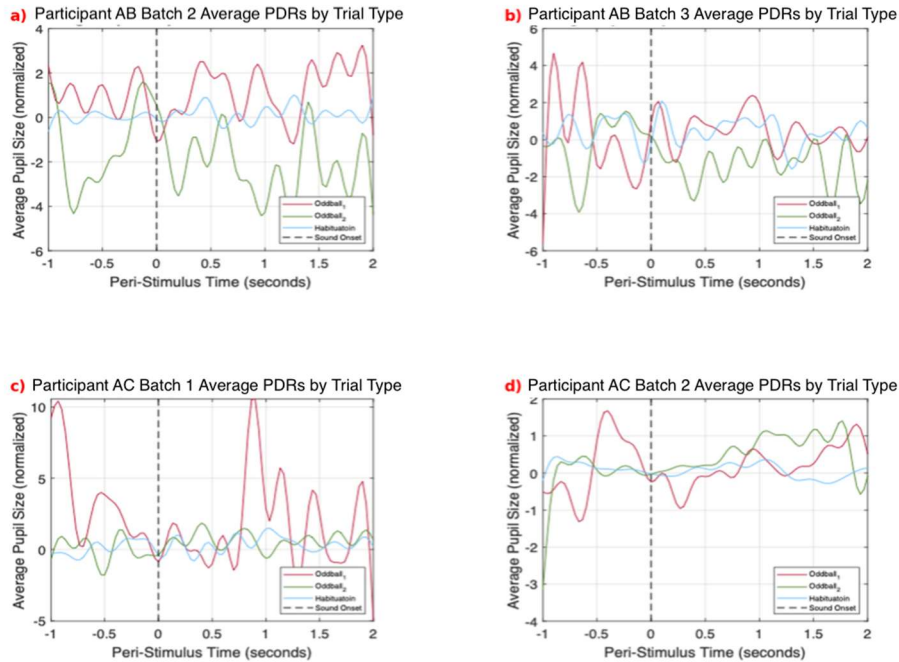 a) Participant AB Batch 2 Average PDRs by Trial Type
4
2
0
-2
-4
-6
Average Pupil Size (normalized)
Oddball1
Oddball2
Habituatoin
Sound Onset
-1 -0.5 0 0.5 1 1.5 2
Peri-Stimulus Time (seconds)
b) Participant AB Batch 3 Average PDRs by Trial Type
6
4
2
0
-2
-4
-6
Average Pupil Size (normalized)
Oddball1
Oddball2
Habituatoin
Sound Onset
-1 -0.5 0 0.5 1 1.5 2
Peri-Stimulus Time (seconds)
c) Participant AC Batch 1 Average PDRs by Trial Type
10
5
0
-5
Average Pupil Size (normalized)
Oddball1
Oddball2
Habituatoin
Sound Onset
-1 -0.5 0 0.5 1 1.5 2
Peri-Stimulus Time (seconds)
d) Participant AC Batch 2 Average PDRs by Trial Type
2
1
0
-1
-2
-3
-4
Average Pupil Size (normalized)
Oddball1
Oddball2
Habituatoin
Sound Onset
-1 -0.5 0 0.5 1 1.5 2
Peri-Stimulus Time (seconds)